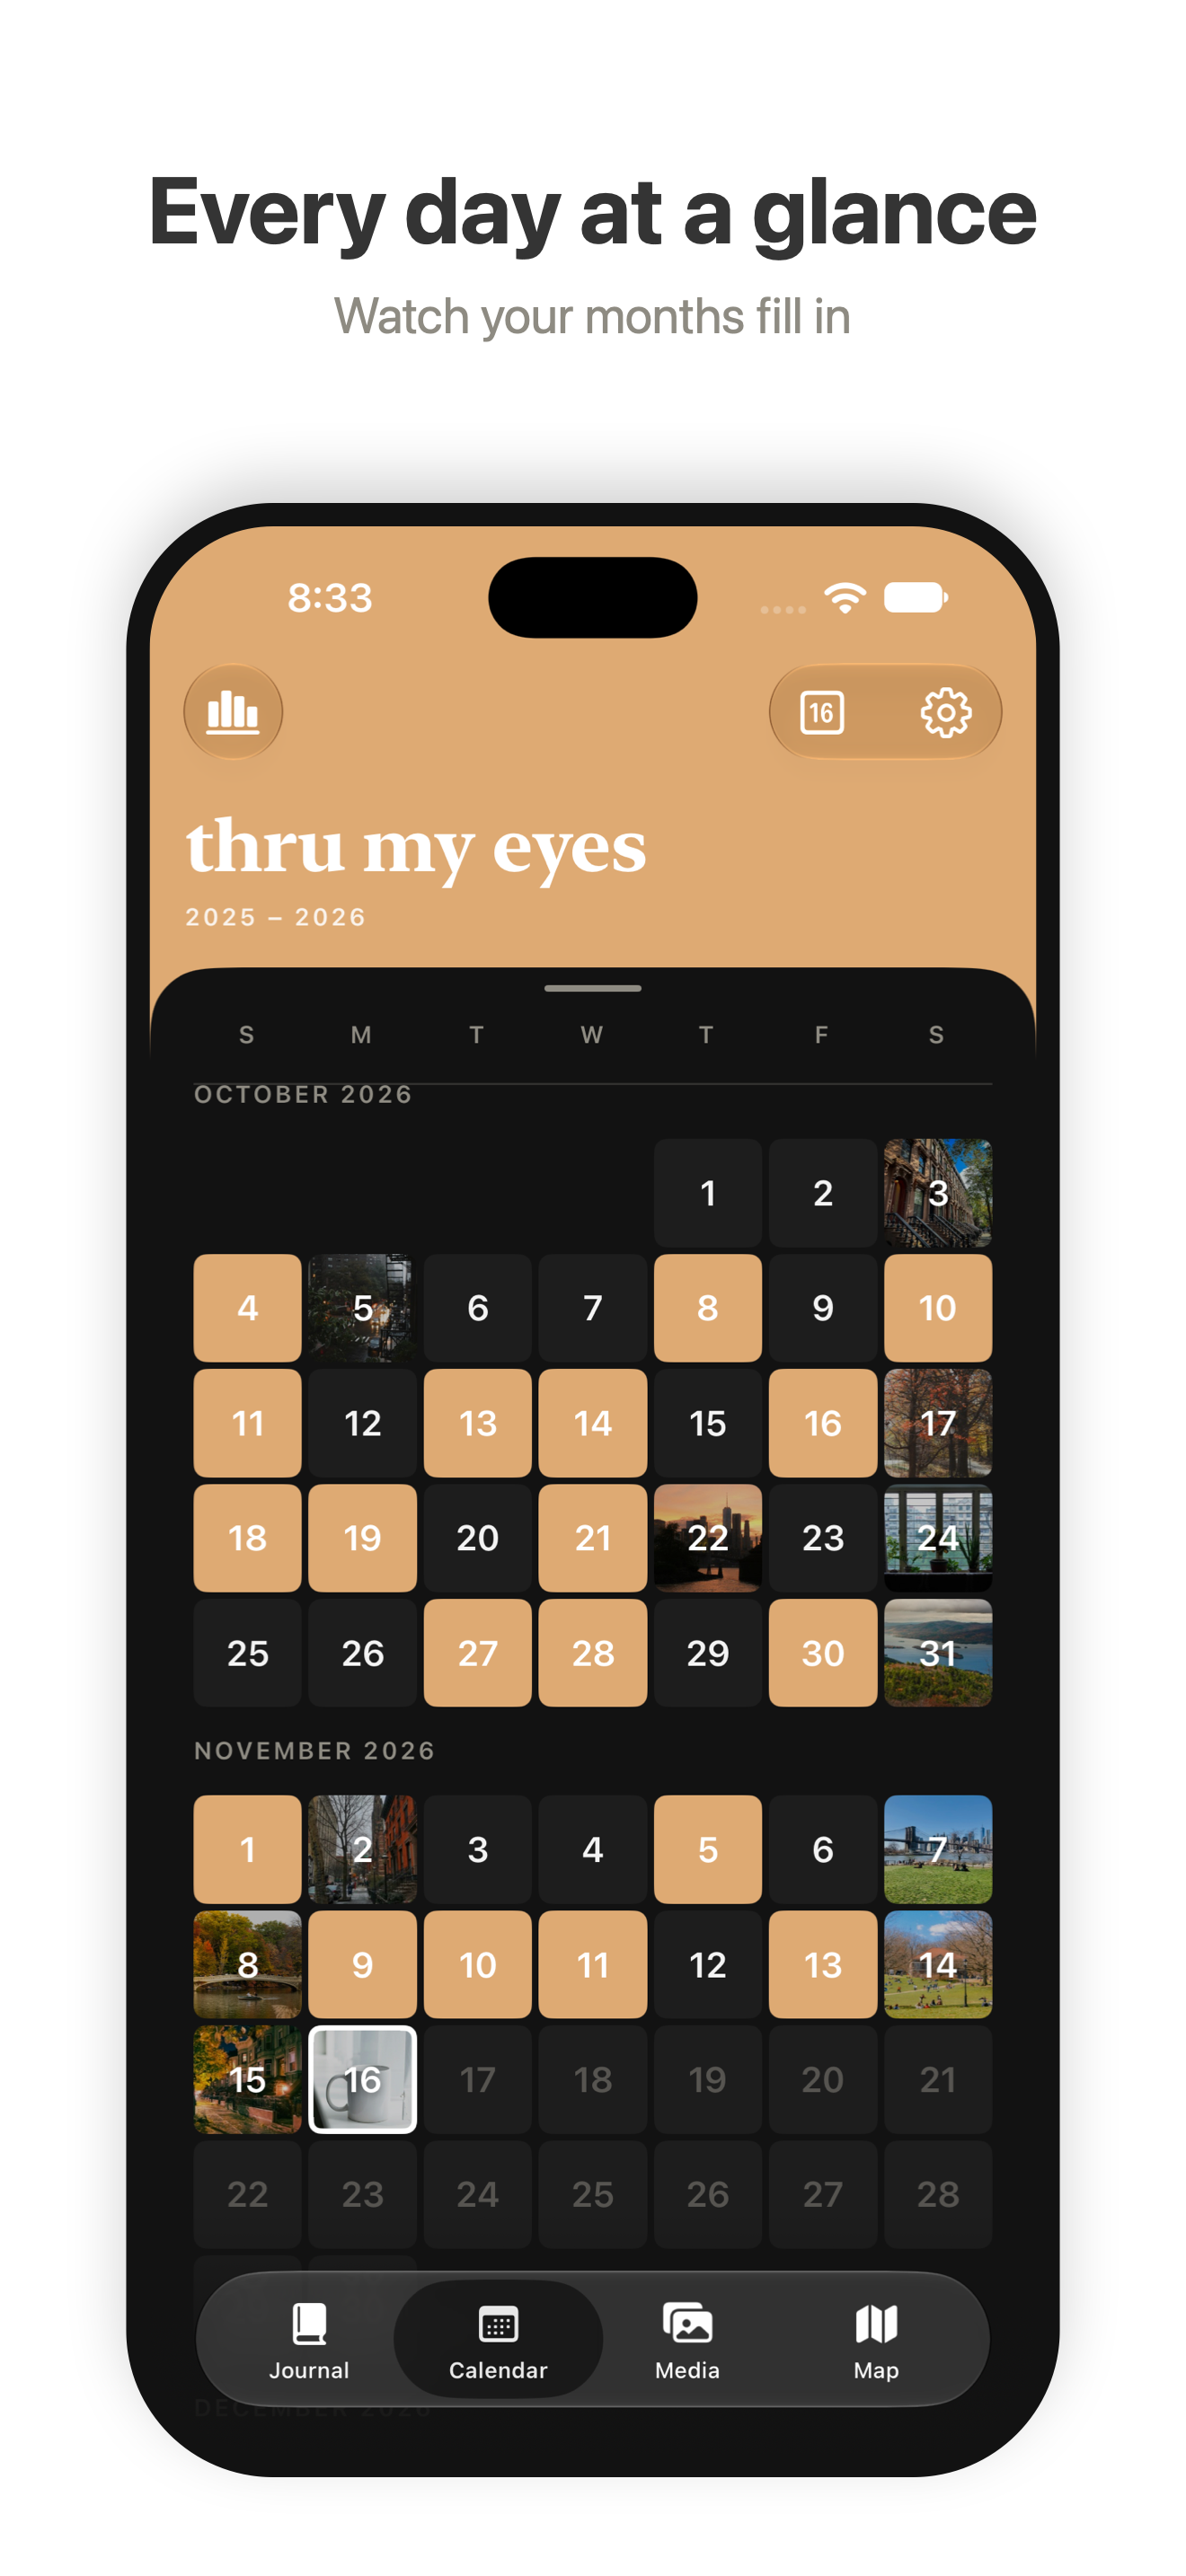 Every day at a glance
Watch your months fill in
8:33
16
thru my eyes
2025 – 2026
S M T W T F S
OCTOBER 2026
1 2 3
4 5 6 7 8 9 10
11 12 13 14 15 16 17
18 19 20 21 22 23 24
25 26 27 28 29 30 31
NOVEMBER 2026
1 2 3 4 5 6 7
8 9 10 11 12 13 14
15 16 17 18 19 20 21
22 23 24 25 26 27 28
Journal Calendar Media Map
DECEMBER 2026